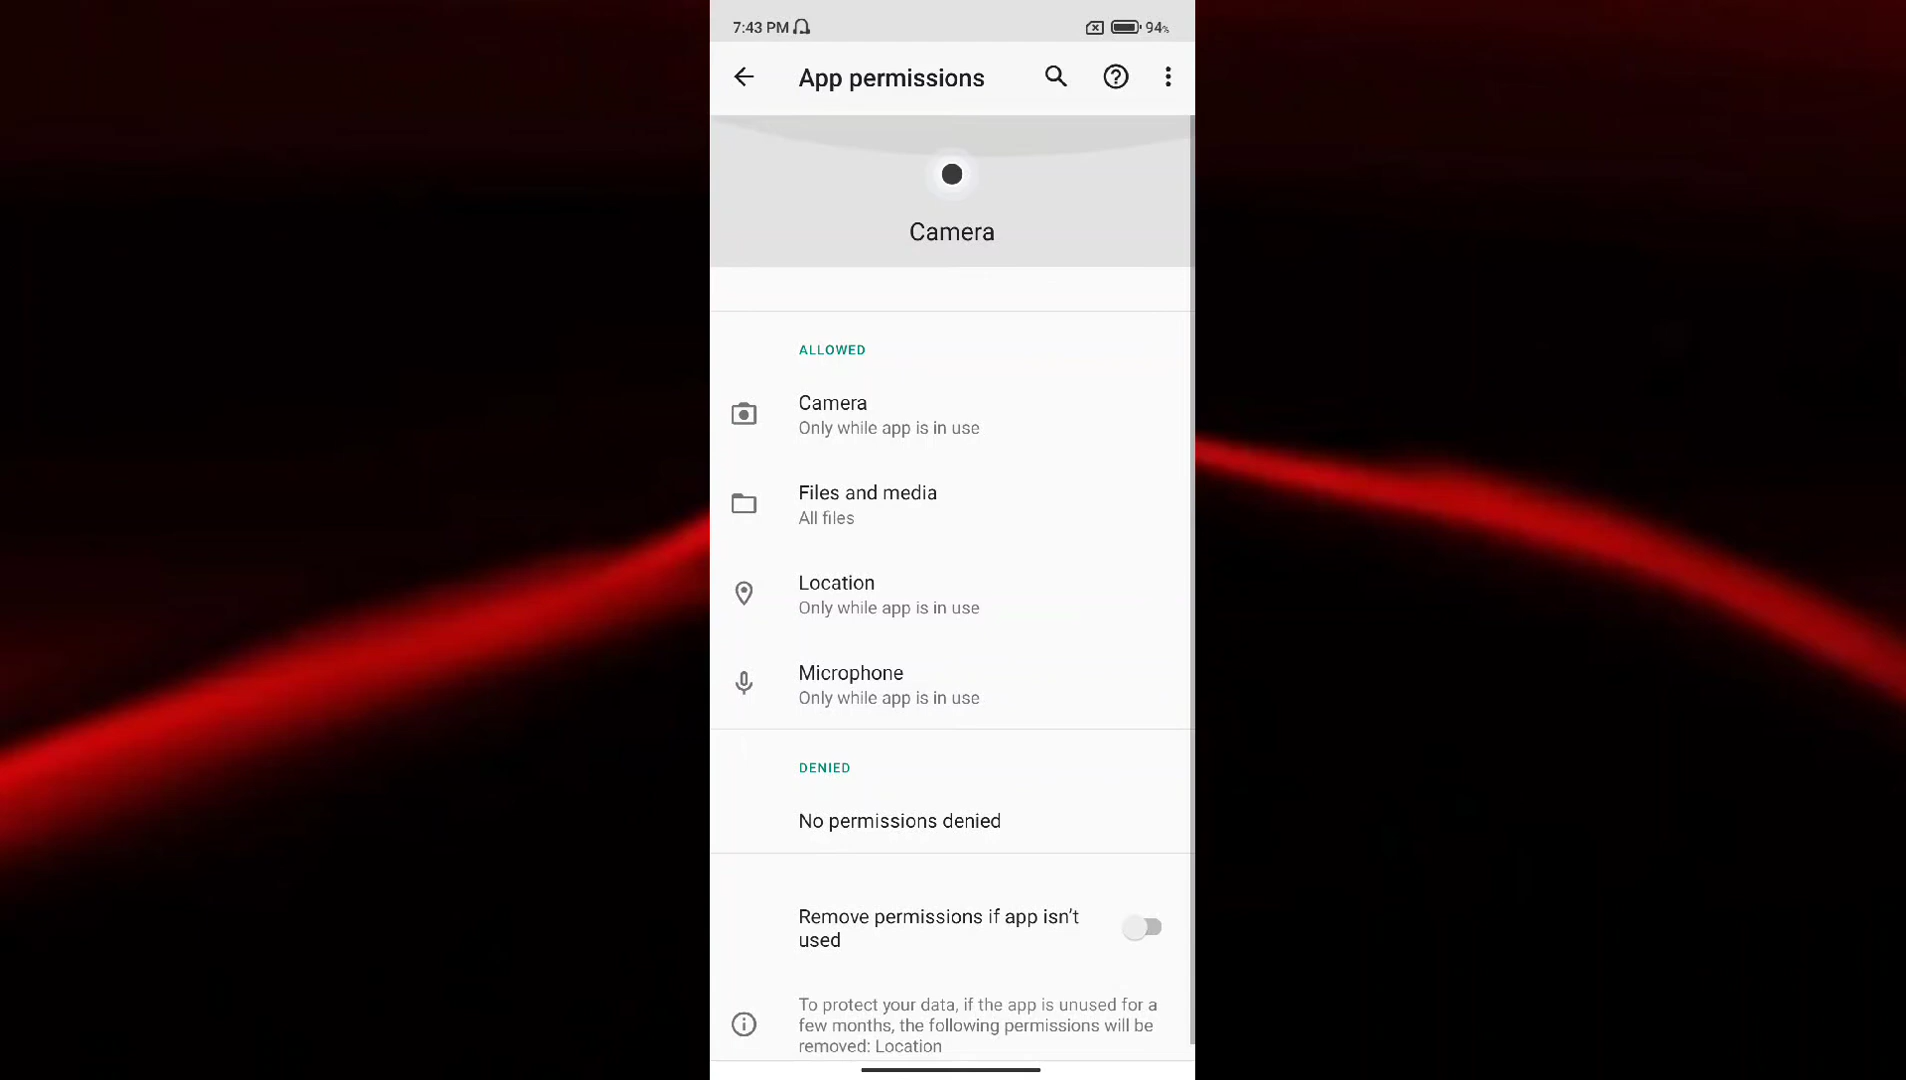 7:43 PM
94%
App permissions
Camera
ALLOWED
Camera
Only while app is in use
Files and media
All files
Location
Only while app is in use
Microphone
Only while app is in use
DENIED
No permissions denied
Remove permissions if app isn’t
used
To protect your data, if the app is unused for a
few months, the following permissions will be
removed: Location